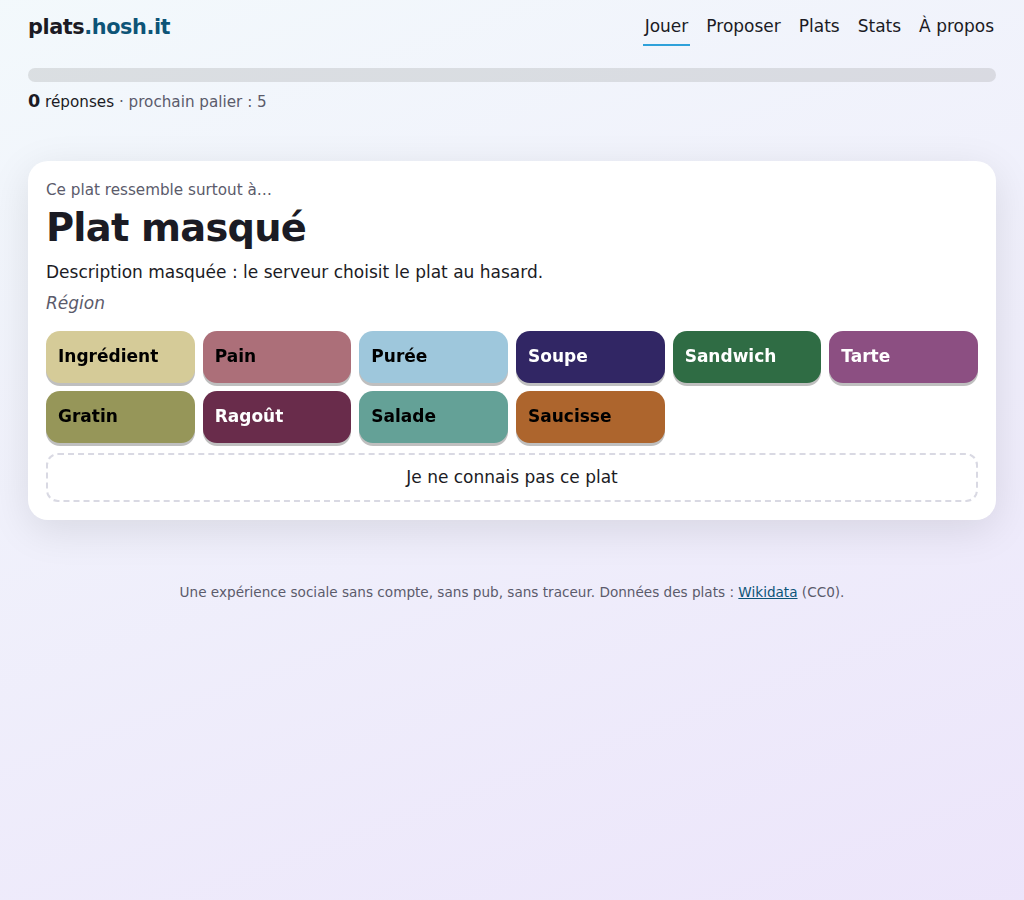 plats.hosh.it
Jouer Proposer Plats Stats À propos
0 réponses · prochain palier : 5
Ce plat ressemble surtout à…
Plat masqué
Description masquée : le serveur choisit le plat au hasard.
Région
Ingrédient Pain Purée Soupe Sandwich Tarte
Gratin Ragoût Salade Saucisse
Je ne connais pas ce plat
Une expérience sociale sans compte, sans pub, sans traceur. Données des plats : Wikidata (CC0).